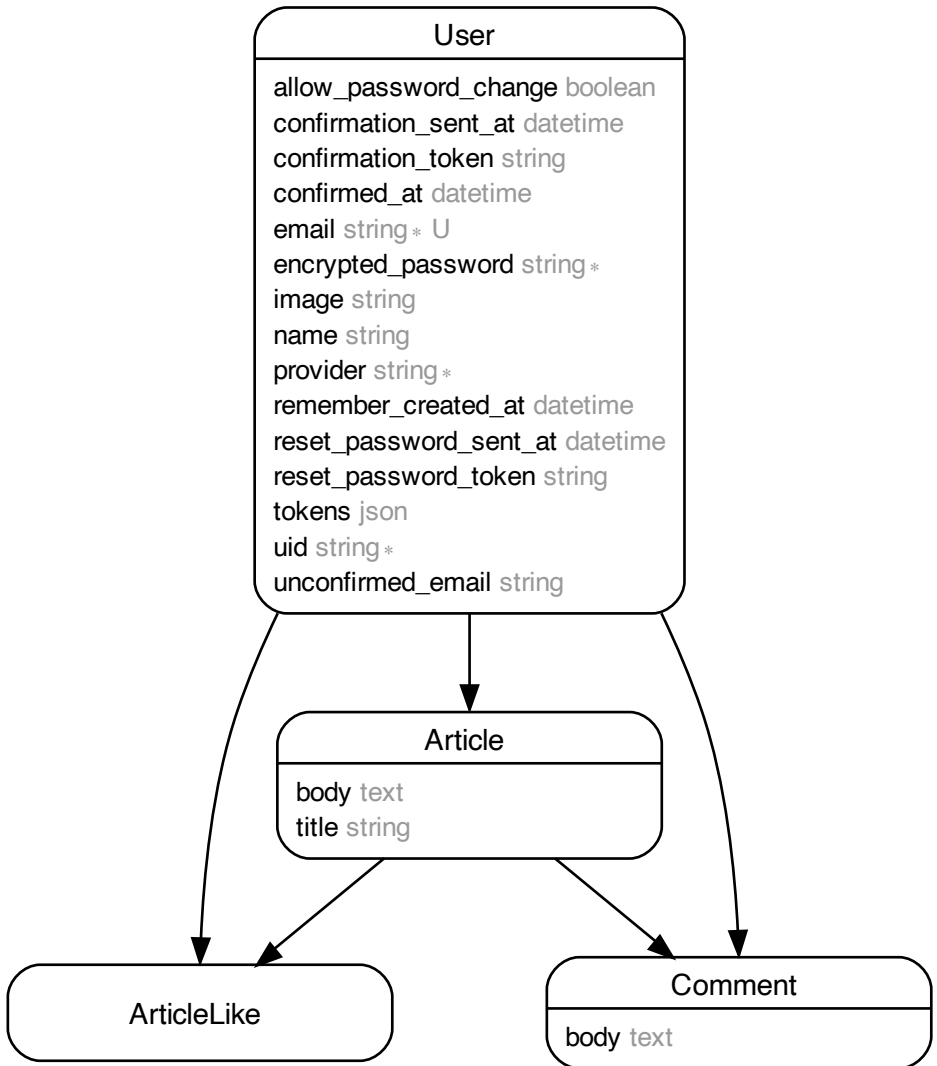 User
allow_password_change boolean
confirmation_sent_at datetime
confirmation_token string
confirmed_at datetime
email string* U
encrypted_password string*
image string
name string
provider string*
remember_created_at datetime
reset_password_sent_at datetime
reset_password_token string
tokens json
uid string*
unconfirmed_email string
Article
body text
title string
ArticleLike
Comment
body text